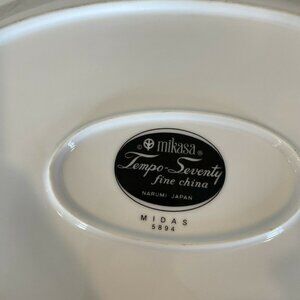 © mikasa ®
Tempo-Seventy
fine china
NARUMI JAPAN
MIDAS
5894